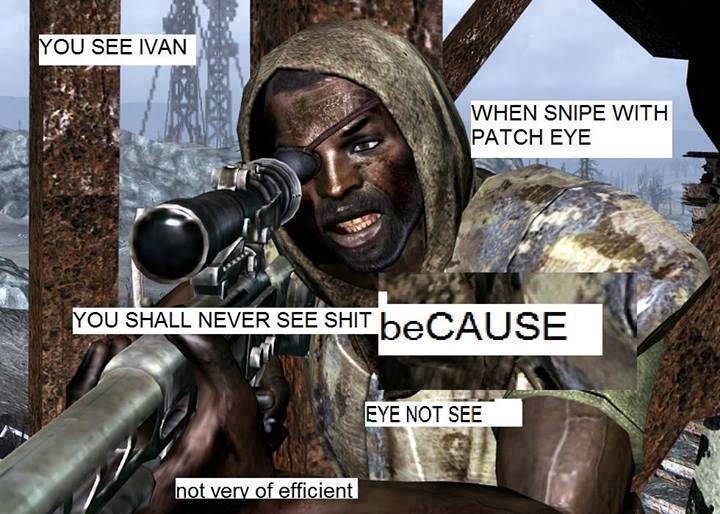 YOU SEE IVAN
WHEN SNIPE WITH
PATCH EYE
YOU SHALL NEVER SEE SHIT
beCAUSE
EYE NOT SEE
not very of efficient